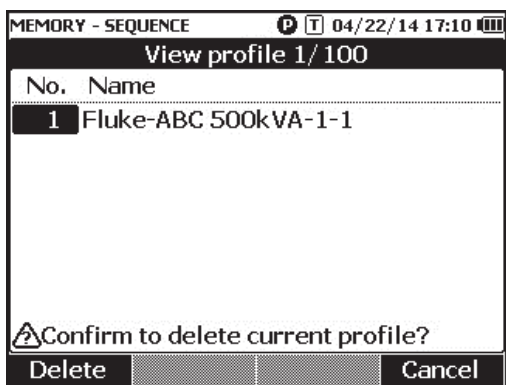 MEMORY - SEQUENCE P T 04/22/14 17:10
View profile 1/100
No. Name
1 Fluke-ABC 500kVA-1-1
Confirm to delete current profile?
Delete Cancel